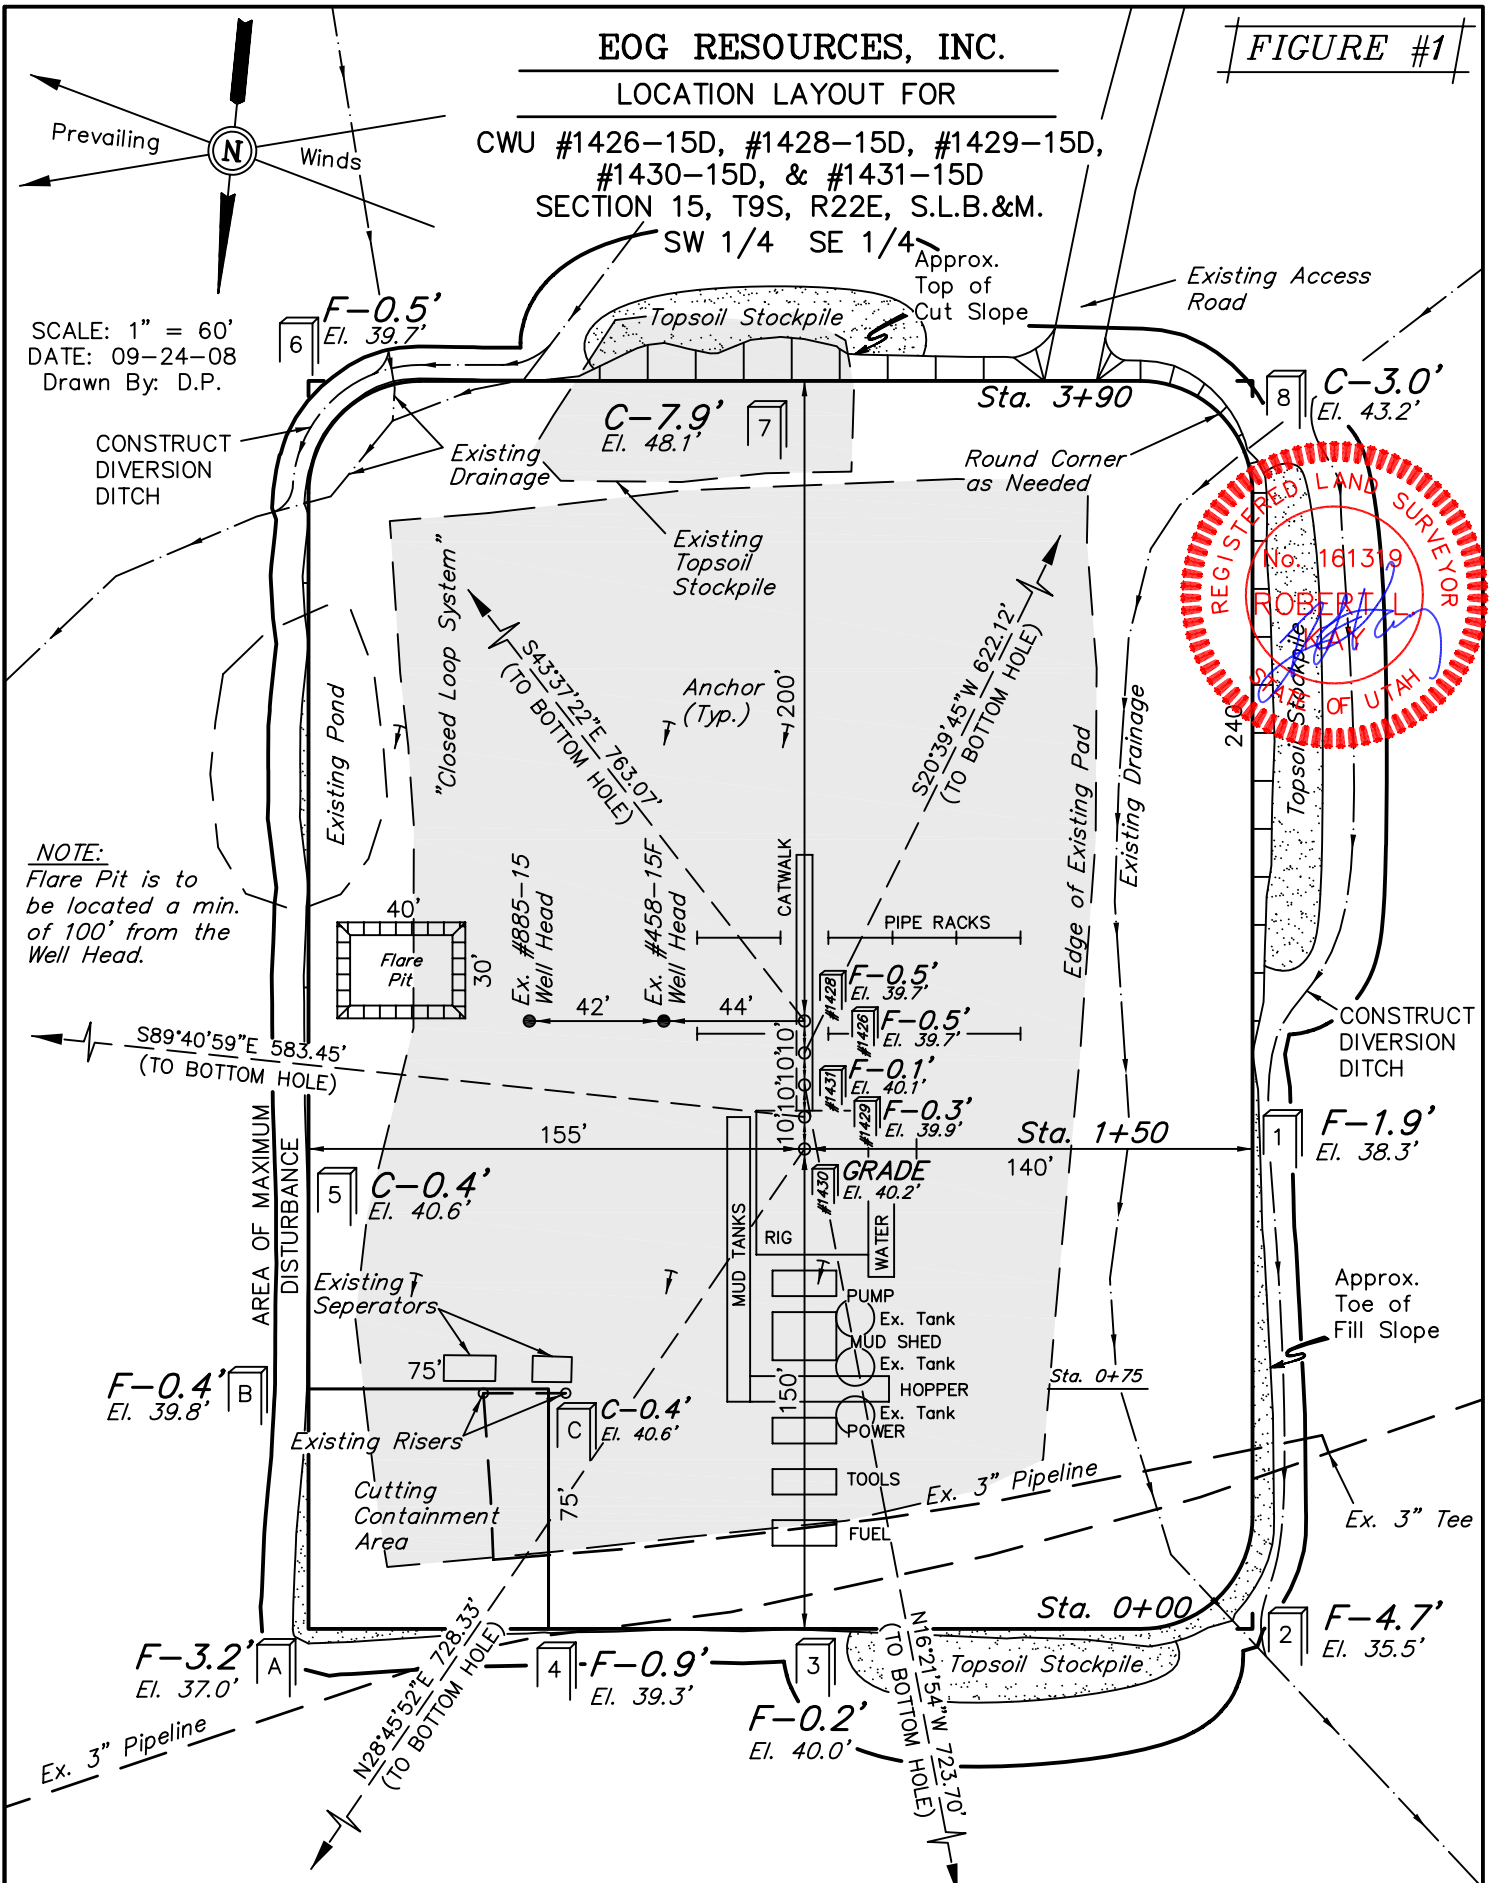 EOG RESOURCES, INC.
LOCATION LAYOUT FOR
CWU #1426-15D, #1428-15D, #1429-15D,
#1430-15D, & #1431-15D
SECTION 15, T9S, R22E, S.L.B.&M.
SW 1/4 SE 1/4
FIGURE #1
Prevailing
N
Winds
SCALE: 1" = 60'
DATE: 09-24-08
Drawn By: D.P.
6
F-0.5'
El. 39.7'
Topsoil Stockpile
Approx.
Top of
Cut Slope
Existing Access
Road
CONSTRUCT
DIVERSION
DITCH
Existing
Drainage
C-7.9'
El. 48.1'
7
Sta. 3+90
8
C-3.0'
El. 43.2'
Round Corner
as Needed
Existing
Topsoil
Stockpile
REGISTERED LAND SURVEYOR
No. 161319
ROBERT L.
KAY
STATE OF UTAH
Topsoil Stockpile
240'
"Closed Loop System"
S43°37'22"E 763.07'
(TO BOTTOM HOLE)
Anchor
(Typ.)
200'
S20°39'45"W 622.12'
(TO BOTTOM HOLE)
Edge of Existing Pad
Existing Drainage
Existing Pond
NOTE:
Flare Pit is to
be located a min.
of 100' from the
Well Head.
40'
Flare
Pit
30'
Ex. #885-15
Well Head
Ex. #458-15F
Well Head
CATWALK
PIPE RACKS
42'
44'
#1428
F-0.5'
El. 39.7'
#1426
F-0.5'
El. 39.7'
#1431
F-0.1'
El. 40.1'
#1429
F-0.3'
El. 39.9'
10'
10'
10'
10'
#1430
GRADE
El. 40.2'
S89°40'59"E 583.45'
(TO BOTTOM HOLE)
CONSTRUCT
DIVERSION
DITCH
155'
Sta. 1+50
140'
1
F-1.9'
El. 38.3'
AREA OF MAXIMUM
DISTURBANCE
5
C-0.4'
El. 40.6'
MUD TANKS
RIG
WATER
Existing
Seperators
PUMP
Ex. Tank
MUD SHED
Ex. Tank
HOPPER
Ex. Tank
POWER
TOOLS
FUEL
150'
Approx.
Toe of
Fill Slope
Sta. 0+75
75'
F-0.4'
El. 39.8'
B
C
C-0.4'
El. 40.6'
Existing Risers
Cutting
Containment
Area
75'
Ex. 3" Pipeline
Ex. 3" Tee
Sta. 0+00
F-3.2'
El. 37.0'
A
4
F-0.9'
El. 39.3'
3
F-0.2'
El. 40.0'
Topsoil Stockpile
2
F-4.7'
El. 35.5'
N28°45'52"E 728.33'
(TO BOTTOM HOLE)
N16°21'54"W 723.70'
(TO BOTTOM HOLE)
Ex. 3" Pipeline